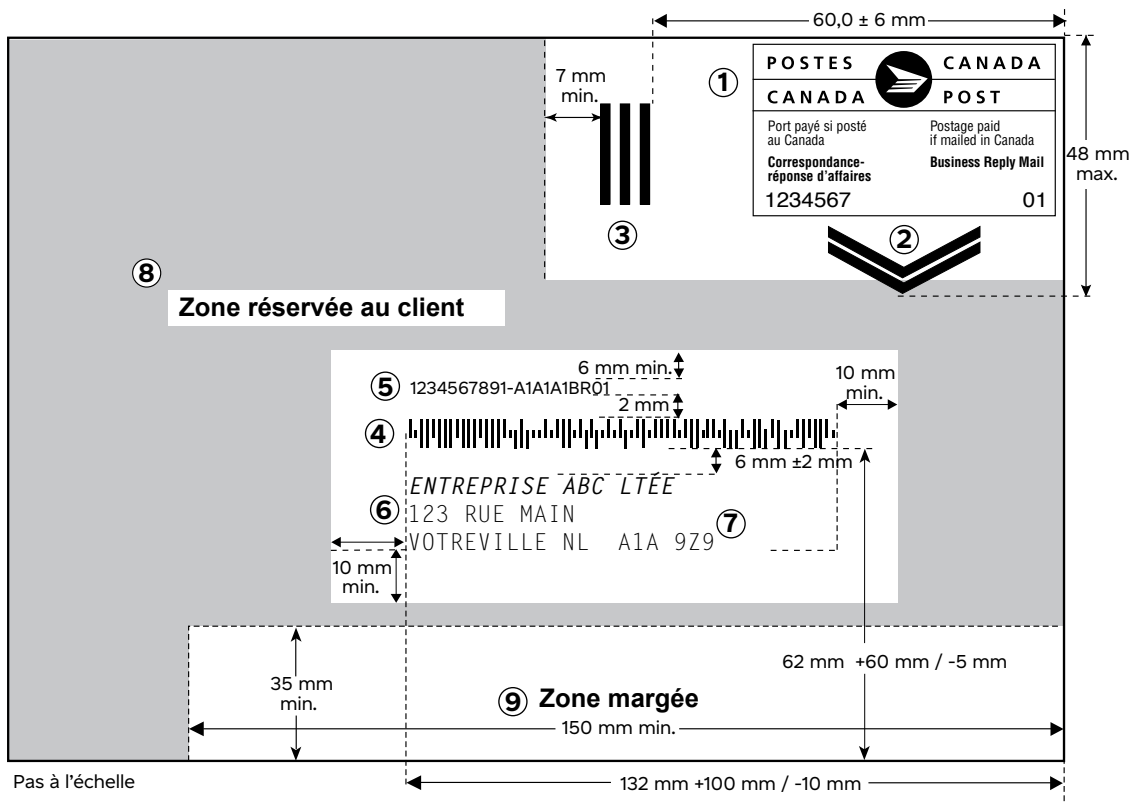 60,0 ± 6 mm
POSTES CANADA
CANADA POST
①
7 mm
min.
Port payé si posté
au Canada
Postage paid
if mailed in Canada
Correspondance-
réponse d'affaires
Business Reply Mail
1234567 01
48 mm
max.
②
③
⑧
Zone réservée au client
6 mm min.
10 mm
min.
⑤ 1234567891-A1A1A1BR01
2 mm
④
6 mm ±2 mm
ENTREPRISE ABC LTÉE
⑥ 123 RUE MAIN
⑦
VOTREVILLE NL A1A 9Z9
10 mm
min.
62 mm +60 mm / -5 mm
35 mm
min.
⑨ Zone margée
150 mm min.
Pas à l'échelle
132 mm +100 mm / -10 mm